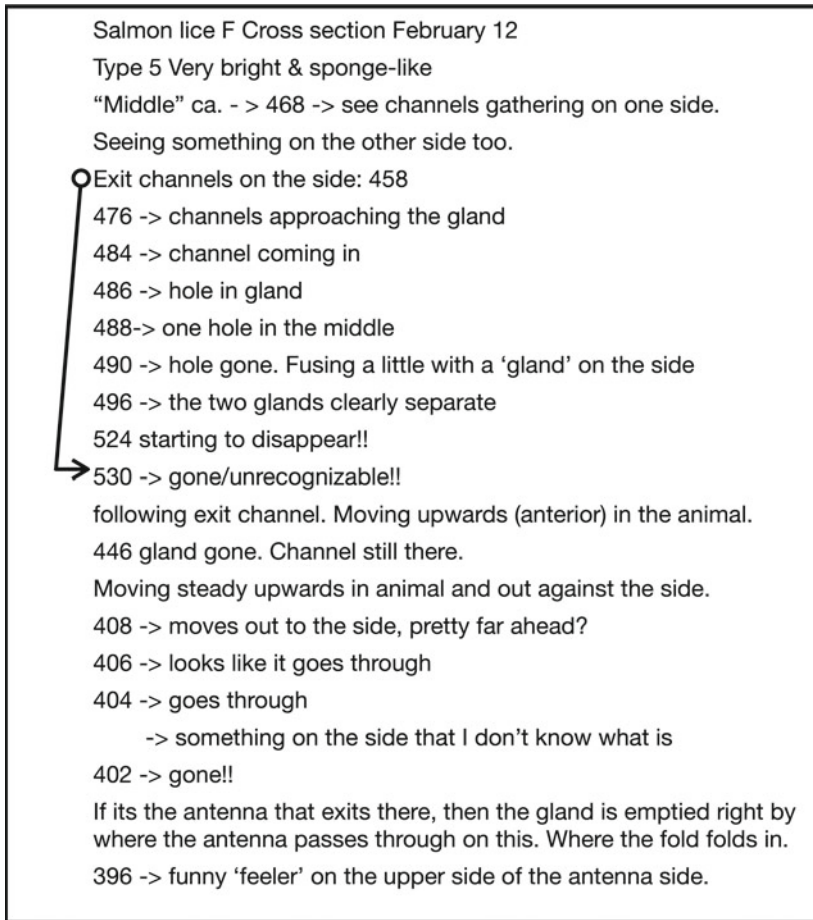 Salmon lice F Cross section February 12
Type 5 Very bright & sponge-like
“Middle” ca. - > 468 -> see channels gathering on one side.
Seeing something on the other side too.
Exit channels on the side: 458
476 -> channels approaching the gland
484 -> channel coming in
486 -> hole in gland
488-> one hole in the middle
490 -> hole gone. Fusing a little with a ‘gland’ on the side
496 -> the two glands clearly separate
524 starting to disappear!!
530 -> gone/unrecognizable!!
following exit channel. Moving upwards (anterior) in the animal.
446 gland gone. Channel still there.
Moving steady upwards in animal and out against the side.
408 -> moves out to the side, pretty far ahead?
406 -> looks like it goes through
404 -> goes through
-> something on the side that I don’t know what is
402 -> gone!!
If its the antenna that exits there, then the gland is emptied right by
where the antenna passes through on this. Where the fold folds in.
396 -> funny ‘feeler’ on the upper side of the antenna side.